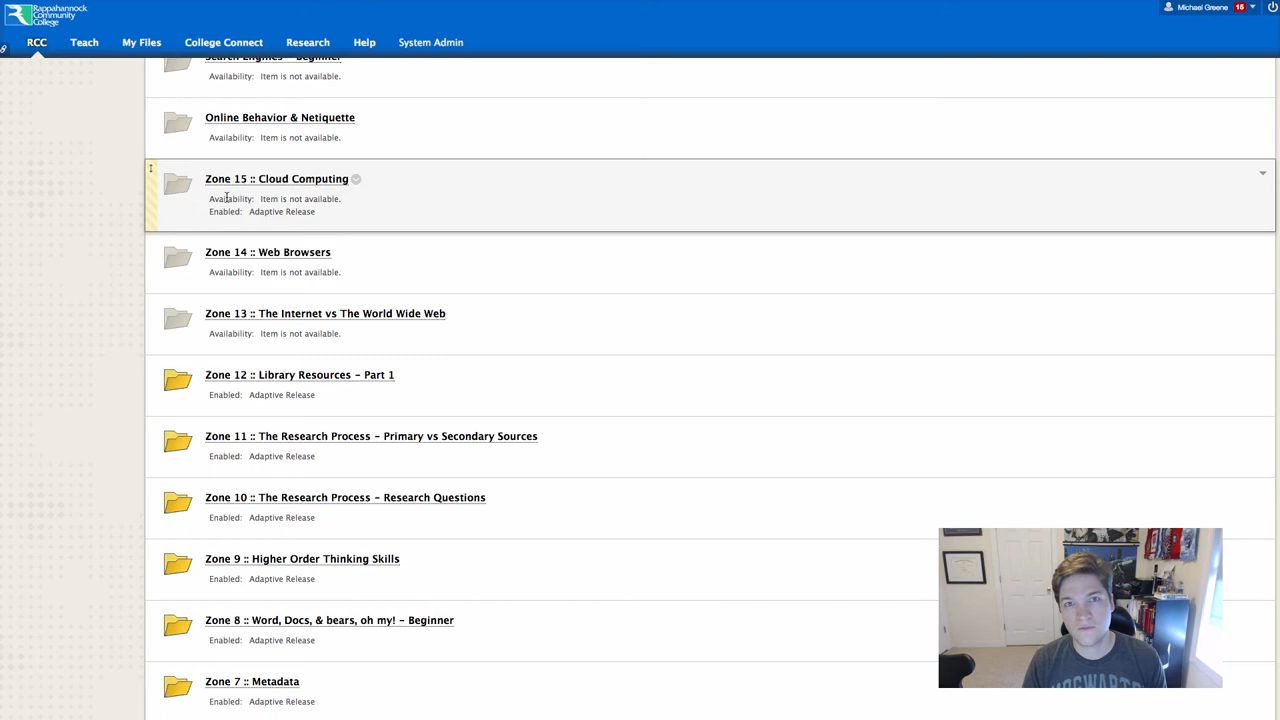 Rappahannock
Community
College
Michael Greene 15
RCC Teach My Files College Connect Research Help System Admin
Search Engines - Beginner
Availability: Item is not available.
Online Behavior & Netiquette
Availability: Item is not available.
Zone 15 :: Cloud Computing
Availability: Item is not available.
Enabled: Adaptive Release
Zone 14 :: Web Browsers
Availability: Item is not available.
Zone 13 :: The Internet vs The World Wide Web
Availability: Item is not available.
Zone 12 :: Library Resources - Part 1
Enabled: Adaptive Release
Zone 11 :: The Research Process - Primary vs Secondary Sources
Enabled: Adaptive Release
Zone 10 :: The Research Process - Research Questions
Enabled: Adaptive Release
Zone 9 :: Higher Order Thinking Skills
Enabled: Adaptive Release
Zone 8 :: Word, Docs, & bears, oh my! - Beginner
Enabled: Adaptive Release
Zone 7 :: Metadata
Enabled: Adaptive Release
HOGWARTS